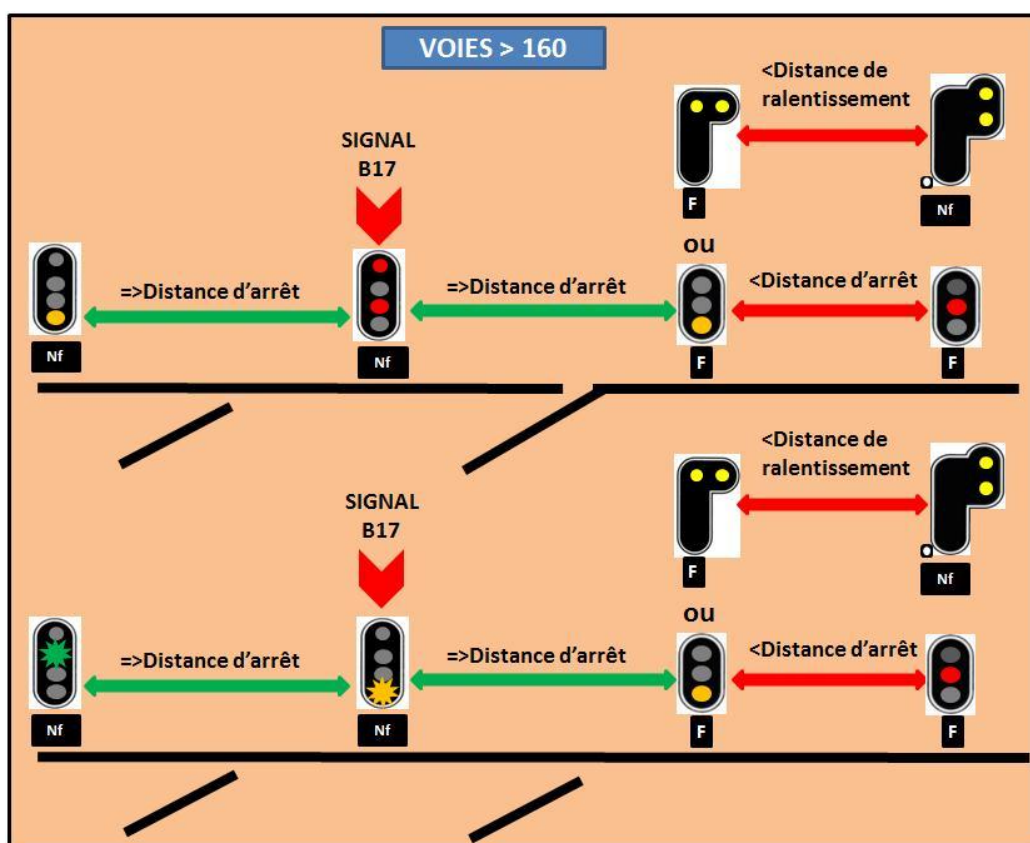 VOIES > 160
<Distance de
ralentissement
SIGNAL
B17
F
Nf
ou
=>Distance d'arrêt
=>Distance d'arrêt
<Distance d'arrêt
Nf
Nf
F
F
<Distance de
ralentissement
SIGNAL
B17
F
Nf
ou
=>Distance d'arrêt
=>Distance d'arrêt
<Distance d'arrêt
Nf
Nf
F
F